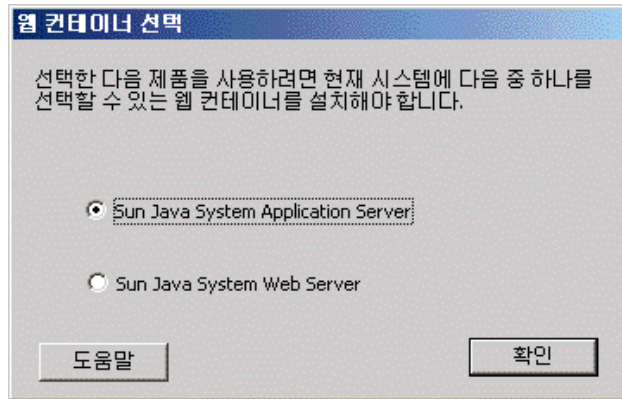 웹 컨테이너 선택
선택한 다음 제품을 사용하려면 현재 시스템에 다음 중 하나를
선택할 수 있는 웹 컨테이너를 설치해야 합니다.
Sun Java System Application Server
Sun Java System Web Server
도움말
확인